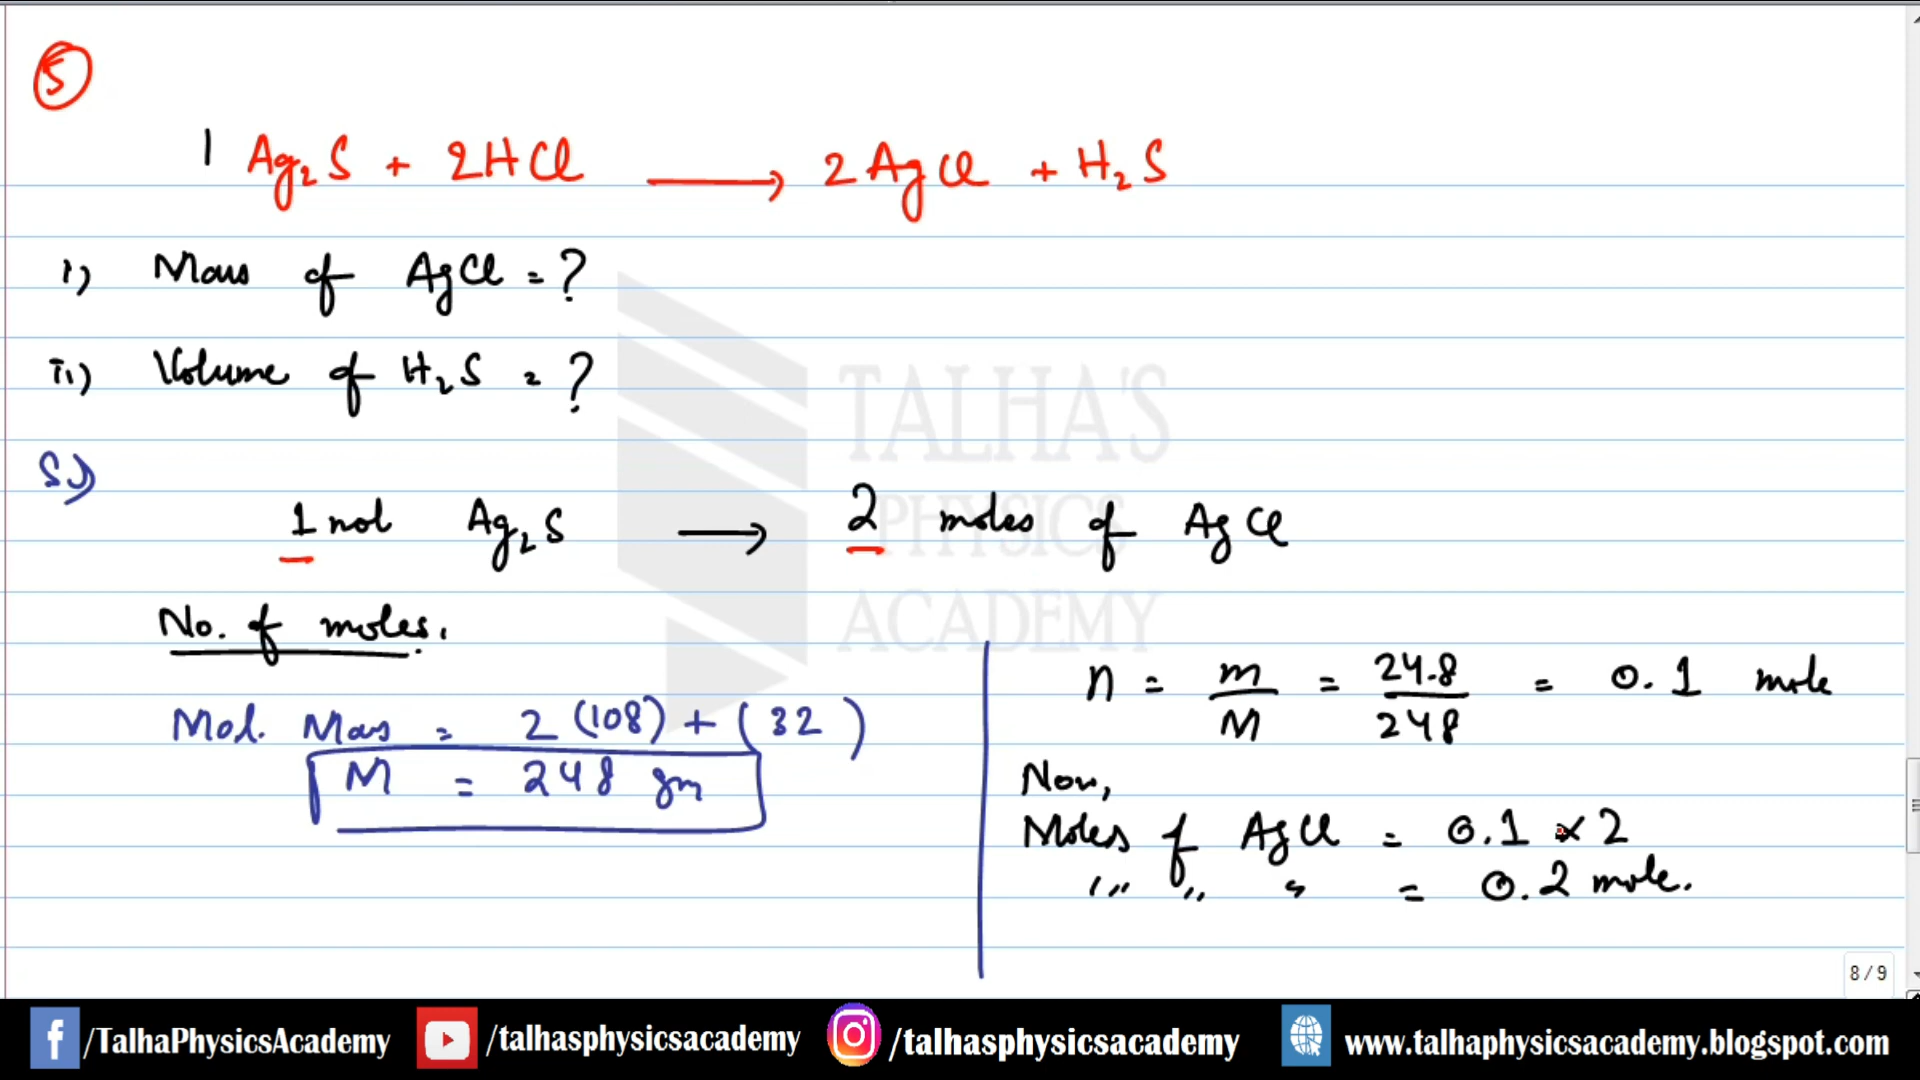 5
1 Ag₂S + 2HCl ⟶ 2AgCl + H₂S
i) Mass of AgCl = ?
ii) Volume of H₂S = ?
TALHA'S
PHYSICS
ACADEMY
1 mol Ag₂S ⟶ 2 moles of AgCl
No. of moles.
Mol. Mass = 2(108) + (32)
M = 248 gm
n = m/M = 24.8/248 = 0.1 mole
Now,
Moles of AgCl = 0.1 × 2
" " " = 0.2 mole.
8 / 9
/TalhaPhysicsAcademy
/talhasphysicsacademy
/talhasphysicsacademy
www.talhaphysicsacademy.blogspot.com